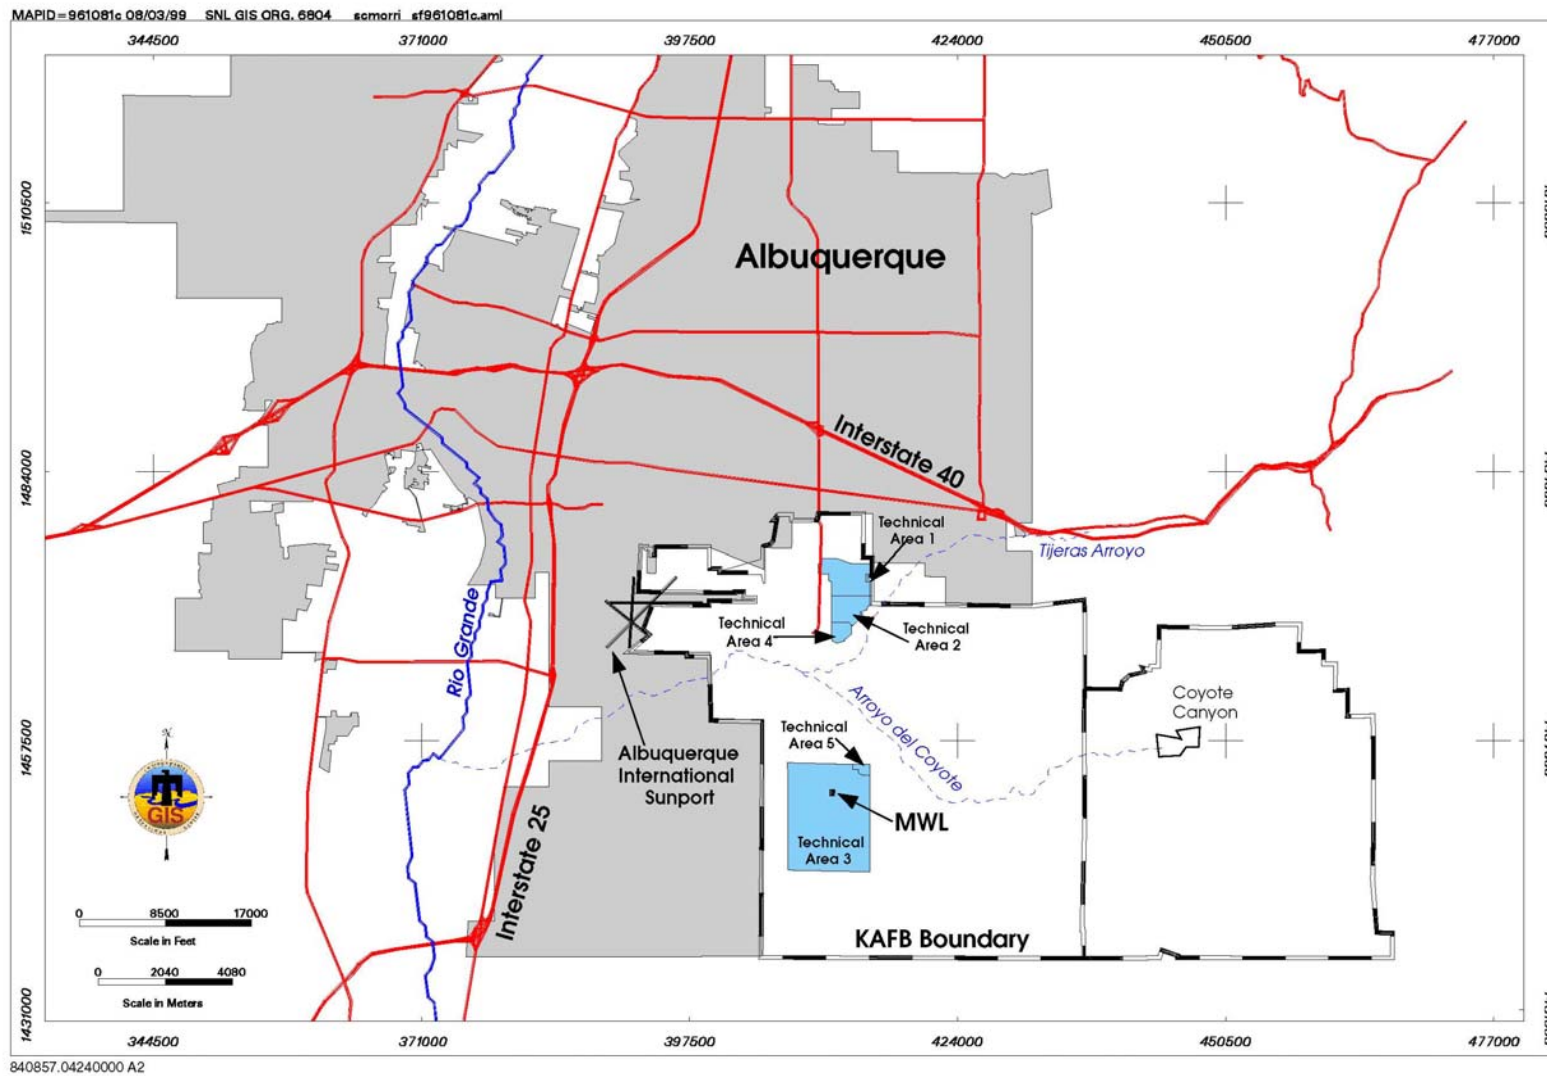 MAPID=961081c 08/03/99 SNL GIS ORG. 6804 scmorri sf961081c.aml
344500 371000 397500 424000 450500 477000
1510500
Albuquerque
1484000
Interstate 40
Technical
Area 1
Tijeras Arroyo
Rio Grande
Technical
Area 4
Technical
Area 2
Coyote
Canyon
1457500
Arroyo del Coyote
Technical
Area 5
Albuquerque
International
Sunport
N
GIS
MWL
Technical
Area 3
Interstate 25
0 8500 17000
Scale in Feet
KAFB Boundary
0 2040 4080
Scale in Meters
1431000
344500 371000 397500 424000 450500 477000
840857.04240000 A2